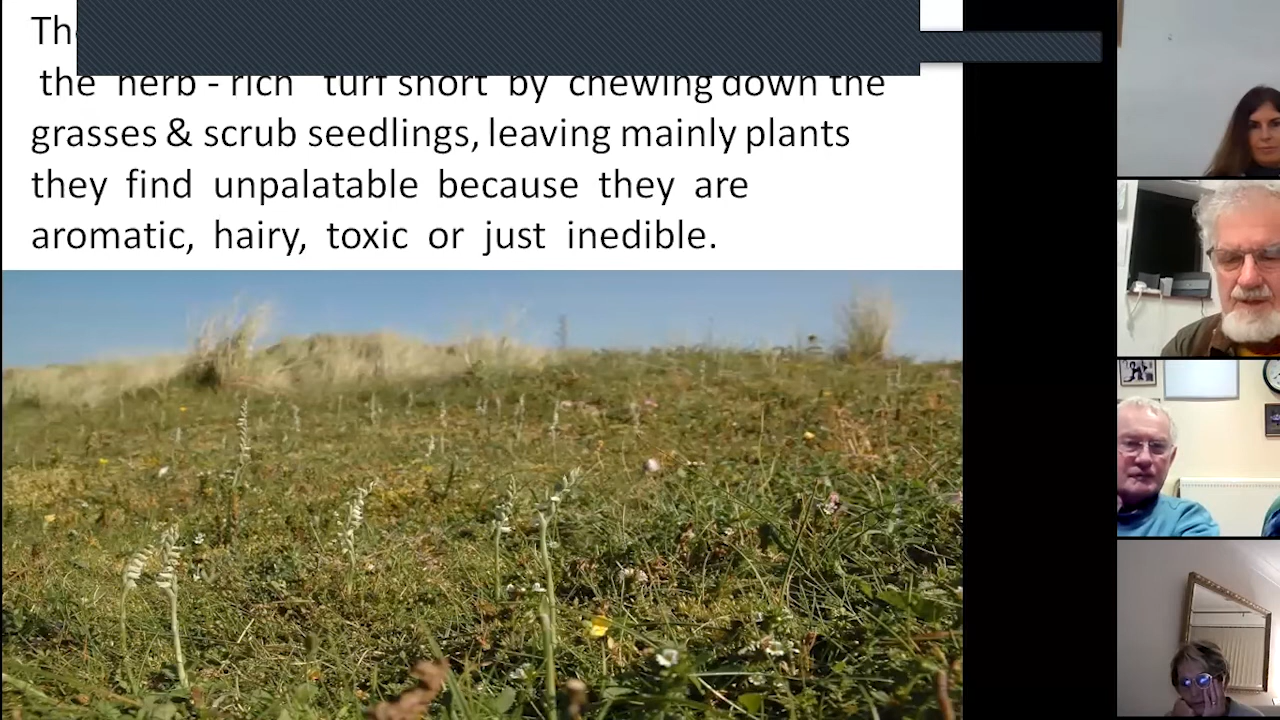 the herb - rich turf short by chewing down the
grasses & scrub seedlings, leaving mainly plants
they find unpalatable because they are
aromatic, hairy, toxic or just inedible.